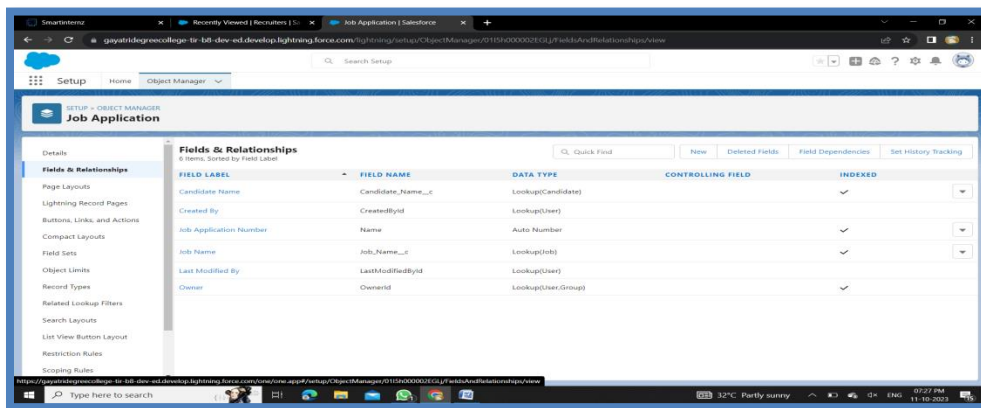 Smartinternz
Recently Viewed | Recruiters | Sa
Job Application | Salesforce
gayatridegreecollege-tir-b8-dev-ed.develop.lightning.force.com/lightning/setup/ObjectManager/01I5h000002EGLj/FieldsAndRelationships/view
Search Setup
Setup Home Object Manager
SETUP > OBJECT MANAGER
Job Application
Details
Fields & Relationships
Page Layouts
Lightning Record Pages
Buttons, Links, and Actions
Compact Layouts
Field Sets
Object Limits
Record Types
Related Lookup Filters
Search Layouts
List View Button Layout
Restriction Rules
Scoping Rules
Fields & Relationships
6 Items, Sorted by Field Label
Quick Find New Deleted Fields Field Dependencies Set History Tracking
FIELD LABEL FIELD NAME DATA TYPE CONTROLLING FIELD INDEXED
Candidate Name Candidate_Name__c Lookup(Candidate)
Created By CreatedById Lookup(User)
Job Application Number Name Auto Number
Job Name Job_Name__c Lookup(Job)
Last Modified By LastModifiedById Lookup(User)
Owner OwnerId Lookup(User,Group)
https://gayatridegreecollege-tir-b8-dev-ed.develop.lightning.force.com/one/one.app#/setup/ObjectManager/01I5h000002EGLj/FieldsAndRelationships/view
Type here to search
32°C Partly sunny
ENG
07:27 PM
11-10-2023